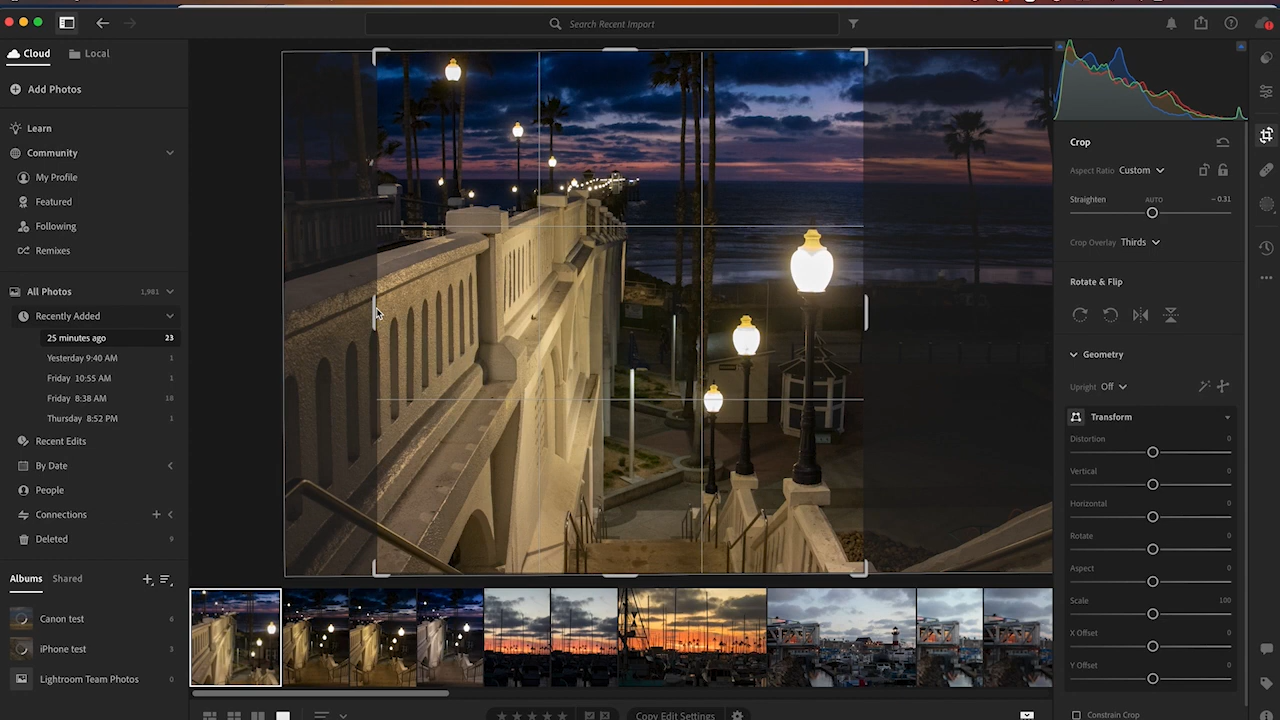 Search Recent Import
Cloud
Local
Add Photos
Learn
Community
My Profile
Featured
Following
Remixes
All Photos 1,981
Recently Added
25 minutes ago 23
Yesterday 9:40 AM 1
Friday 10:55 AM 1
Friday 8:38 AM 18
Thursday 8:52 PM 1
Recent Edits
By Date
People
Connections
Deleted 9
Albums Shared
Canon test 6
iPhone test 3
Lightroom Team Photos 0
Copy Edit Settings
Crop
Aspect Ratio Custom
Straighten AUTO – 0.31
Crop Overlay Thirds
Rotate & Flip
Geometry
Upright Off
Transform
Distortion 0
Vertical 0
Horizontal 0
Rotate 0
Aspect 0
Scale 100
X Offset 0
Y Offset 0
Constrain Crop